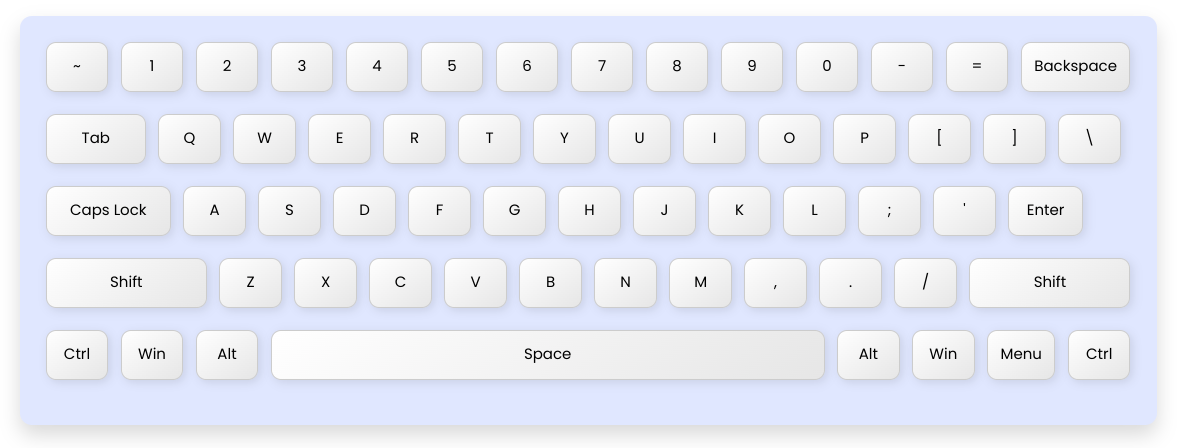 ~ 1 2 3 4 5 6 7 8 9 0 - = Backspace
Tab Q W E R T Y U I O P [ ] \
Caps Lock A S D F G H J K L ; ' Enter
Shift Z X C V B N M , . / Shift
Ctrl Win Alt Space Alt Win Menu Ctrl